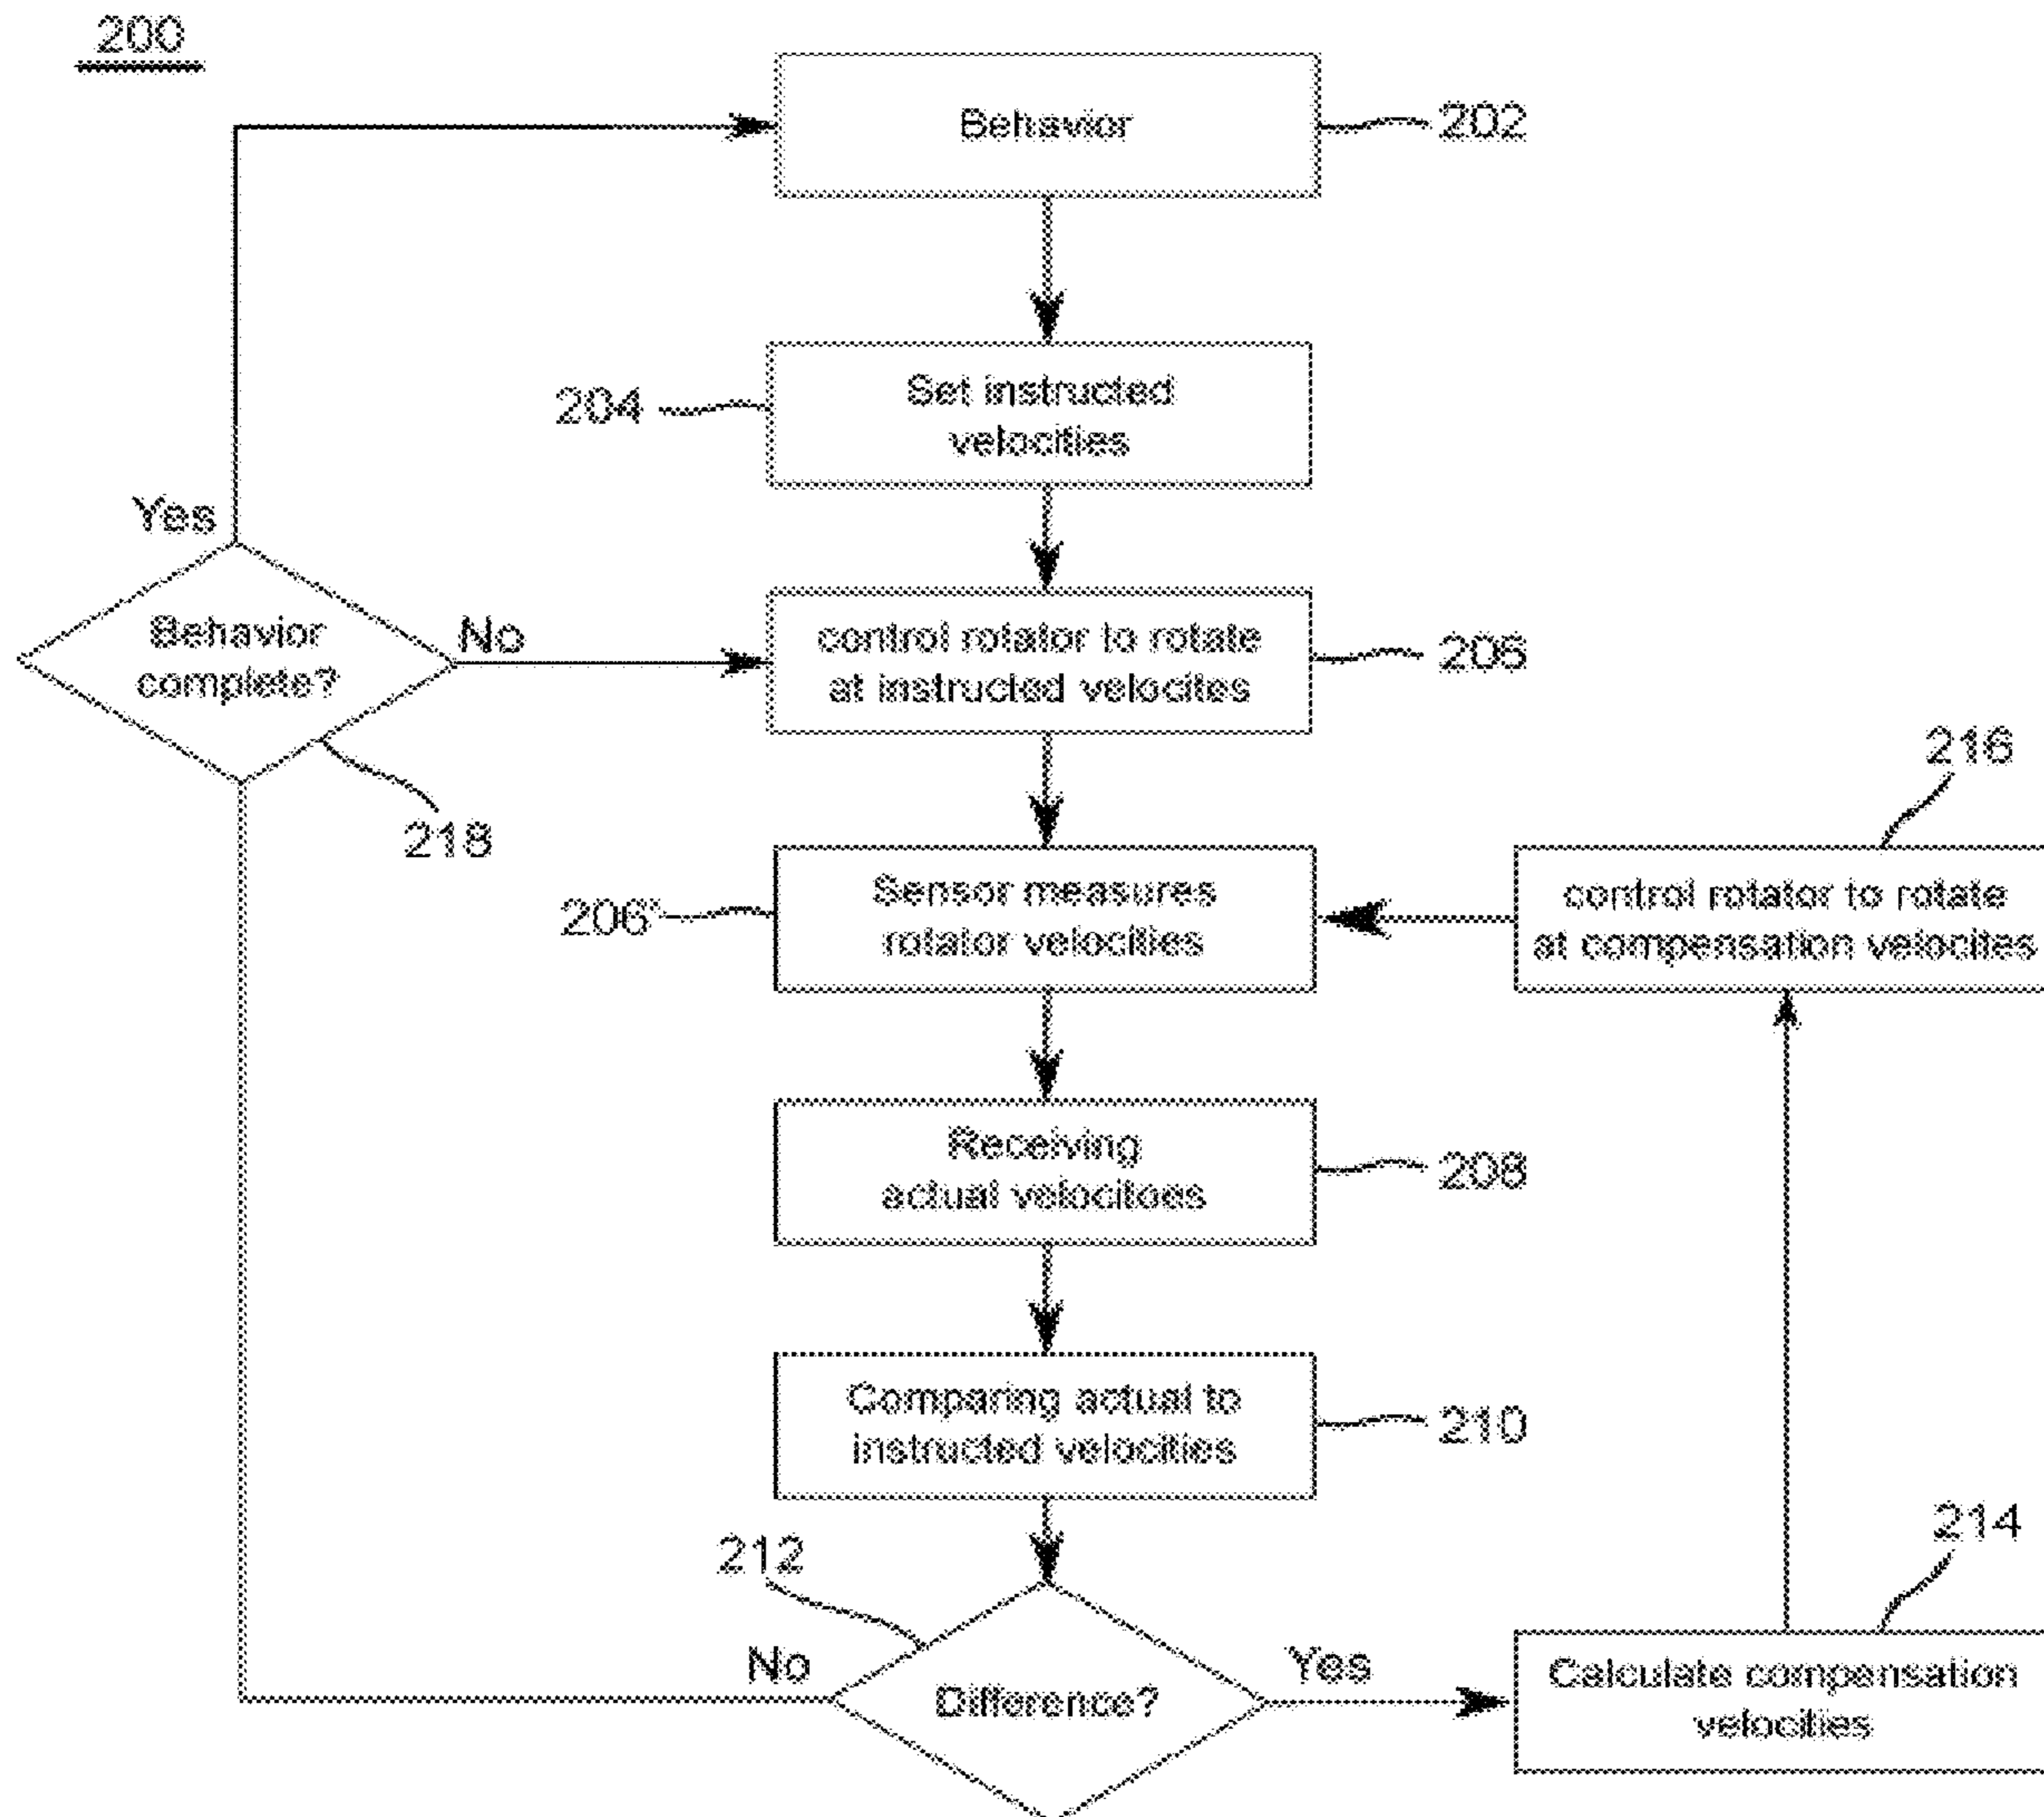 200
Behavior
202
Set instructed
velocities
204
Yes
Behavior
complete?
No
218
control rotator to rotate
at instructed velocites
205
216
Sensor measures
rotator velocities
206'
control rotator to rotate
at compensation velocites
Receiving
actual velocitoes
208
Comparing actual to
instructed velocities
210
212
214
No
Difference?
Yes
Calculate compensation
velocities